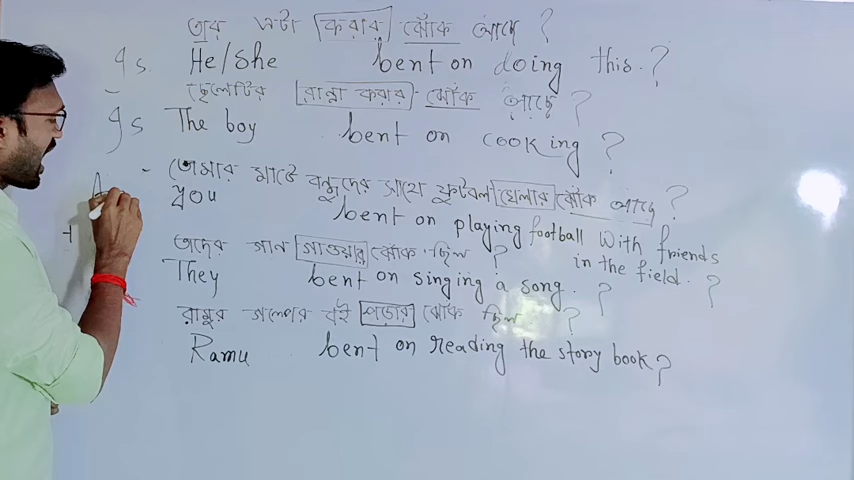 তার এটা করার ঝোঁক আছে ?
Is He/She bent on doing this. ?
ছেলেটির রান্না করার ঝোঁক আছে ?
Is The boy bent on cooking ?
তোমার মাঠে বন্ধুদের সাথে ফুটবল খেলার ঝোঁক আছে ?
A You bent on playing football with friends in the field. ?
তাদের গান গাওয়ার ঝোঁক ছিল ?
They bent on singing a song. ?
রামুর গল্পের বই পড়ার ঝোঁক ছিল ?
Ramu bent on reading the story book ?